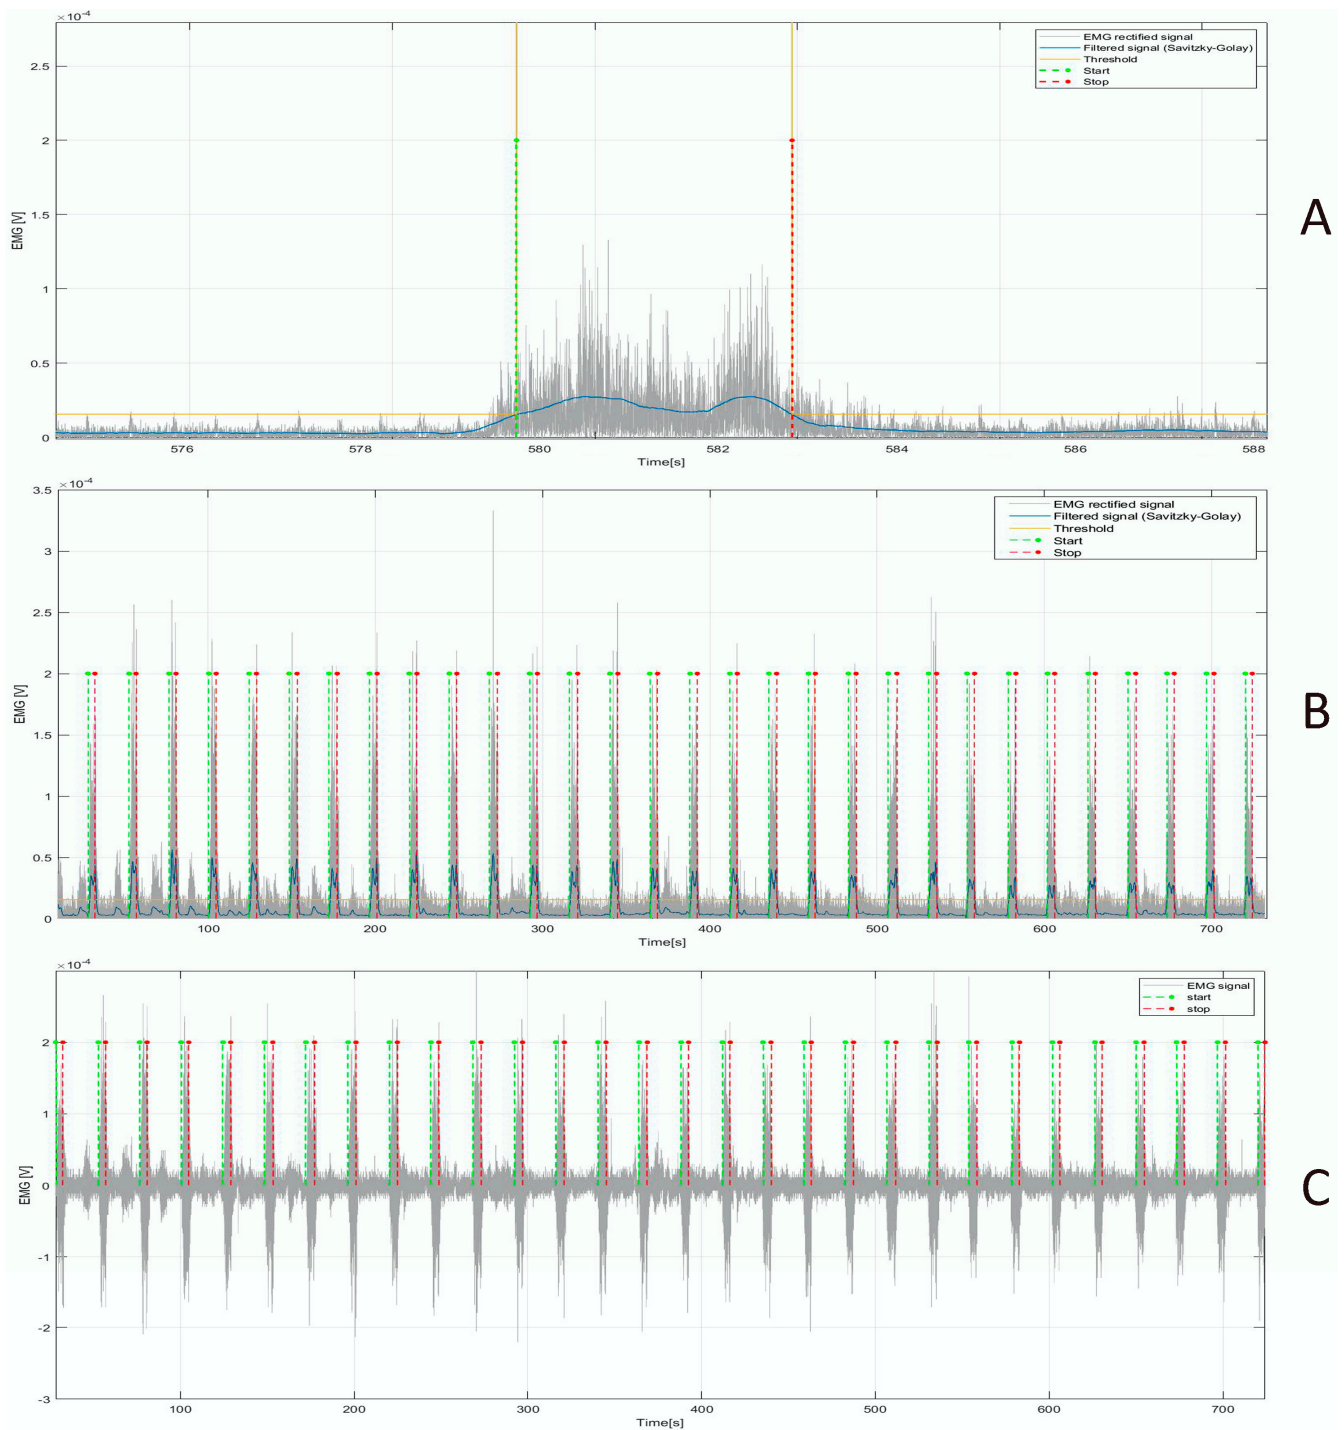 ×10⁻⁴
EMG rectified signal
Filtered signal (Savitzky-Golay)
Threshold
Start
Stop
2.5
2
1.5
1
0.5
0
EMG [V]
576 578 580 582 584 586 588
Time[s]
A
×10⁻⁴
EMG rectified signal
Filtered signal (Savitzky-Golay)
Threshold
Start
Stop
3.5
3
2.5
2
1.5
1
0.5
0
EMG [V]
100 200 300 400 500 600 700
Time[s]
B
×10⁻⁴
EMG signal
start
stop
2
1
0
-1
-2
-3
EMG [V]
100 200 300 400 500 600 700
Time[s]
C